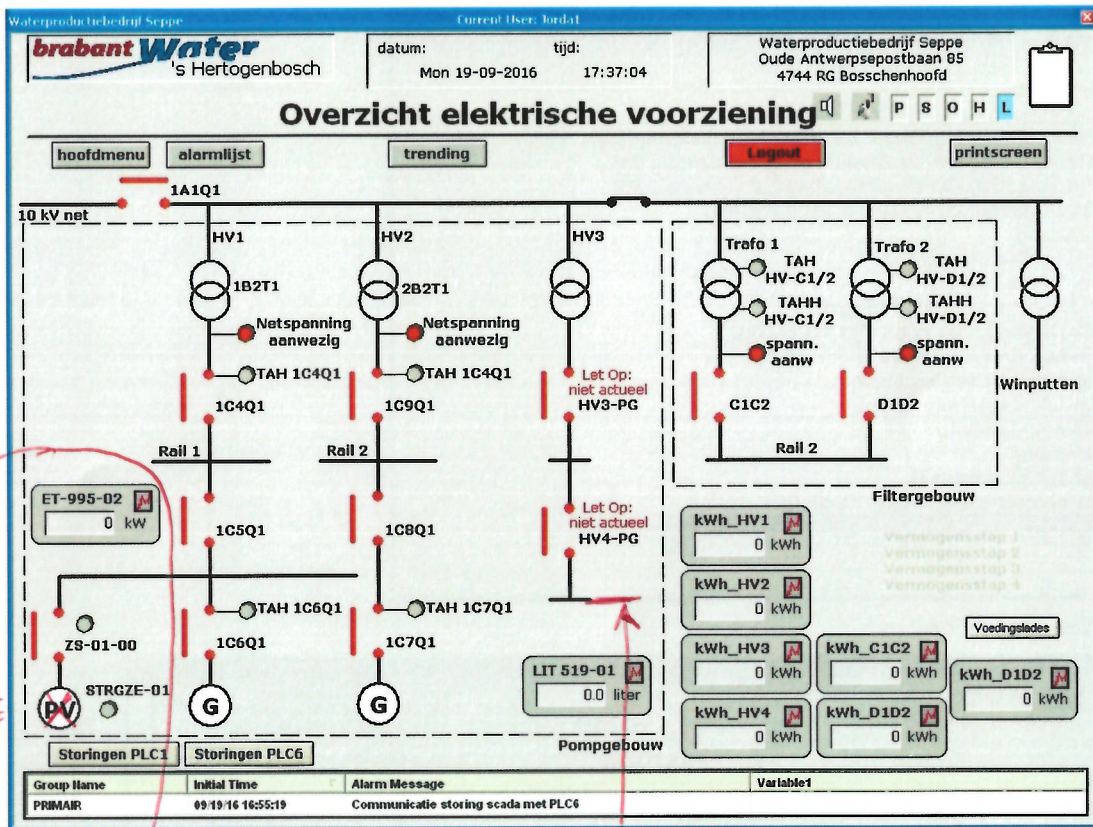 Waterproductiebedrijf Seppe
Current User: Jordat
brabant Water
's Hertogenbosch
datum: tijd:
Mon 19-09-2016 17:37:04
Waterproductiebedrijf Seppe
Oude Antwerpsepostbaan 85
4744 RG Bosschenhoofd
Overzicht elektrische voorziening
P S O H L
hoofdmenu alarmlijst trending Logout printscreen
1A1Q1
10 kV net
HV1 HV2 HV3
Trafo 1 Trafo 2
TAH
HV-C1/2
TAH
HV-D1/2
1B2T1 2B2T1
TAHH
HV-C1/2
TAHH
HV-D1/2
Netspanning
aanwezig
Netspanning
aanwezig
spann.
aanw
spann.
aanw
TAH 1C4Q1 TAH 1C4Q1
Let Op:
niet actueel
HV3-PG
Winputten
1C4Q1 1C9Q1 C1C2 D1D2
Rail 1 Rail 2 Rail 2
Filtergebouw
ET-995-02
0 kW
1C5Q1 1C8Q1
Let Op:
niet actueel
HV4-PG
kWh_HV1
0 kWh
Vermogensstap 1
Vermogensstap 2
Vermogensstap 3
Vermogensstap 4
kWh_HV2
0 kWh
TAH 1C6Q1 TAH 1C7Q1
ZS-01-00 1C6Q1 1C7Q1
Voedingslades
kWh_HV3
0 kWh
kWh_C1C2
0 kWh
kWh_D1D2
0 kWh
LIT 519-01
0.0 liter
STRGZE-01
PV G G
kWh_HV4
0 kWh
kWh_D1D2
0 kWh
Pompgebouw
Storingen PLC1 Storingen PLC6
Group Name Initial Time Alarm Message Variable1
PRIMAIR 09/19/16 16:55:19 Communicatie storing scada met PLC6